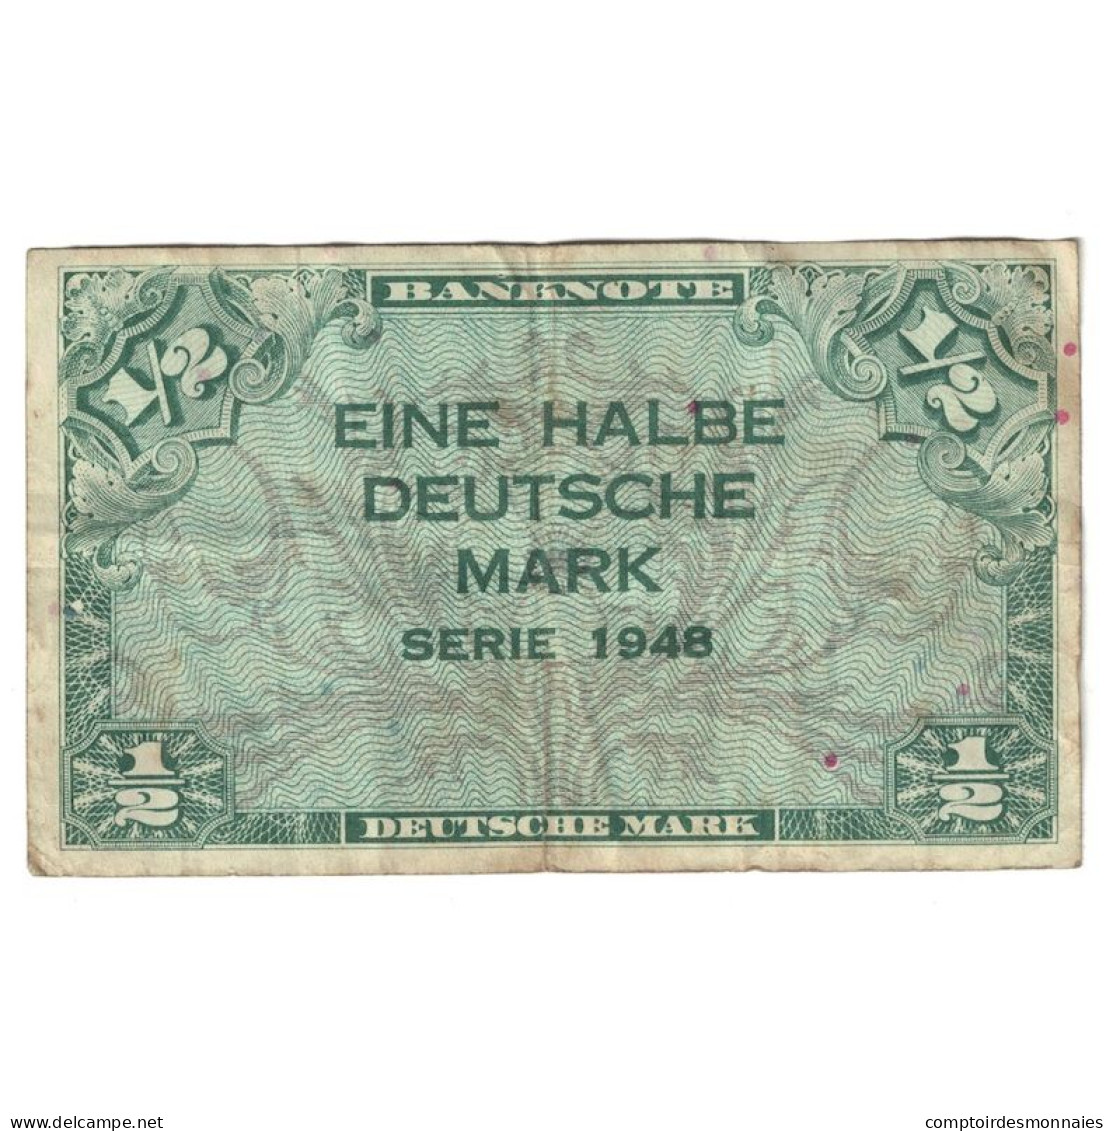 BANKNOTE
1/2
1/2
EINE HALBE
DEUTSCHE
MARK
SERIE 1948
1/2
1/2
DEUTSCHE MARK
delcampe.net
comptoirdesmonnaies